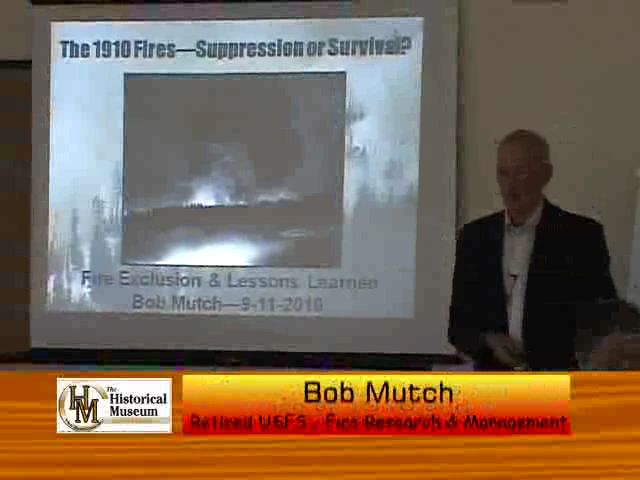 The 1910 Fires—Suppression or Survival?
Fire Exclusion & Lessons Learned
Bob Mutch—9-11-2010
HM
The
Historical
Museum
Bob Mutch
Retired USFS , Fire Research & Management